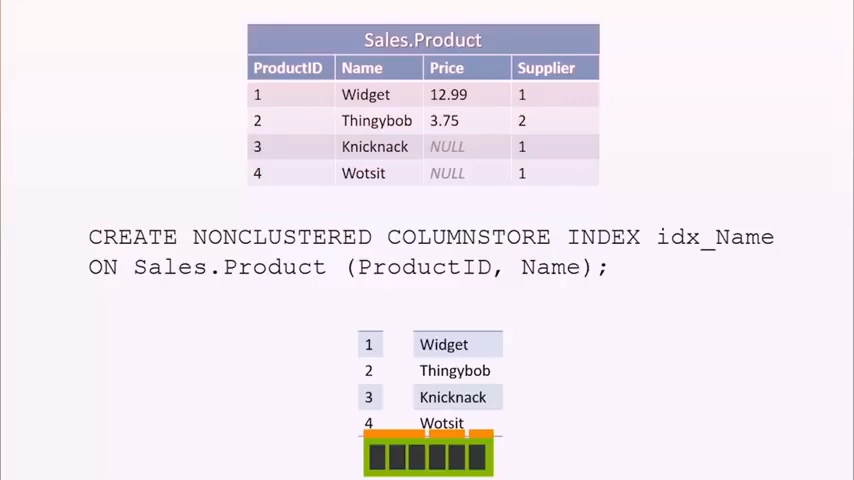 Sales.Product
ProductID Name Price Supplier
1 Widget 12.99 1
2 Thingybob 3.75 2
3 Knicknack NULL 1
4 Wotsit NULL 1
CREATE NONCLUSTERED COLUMNSTORE INDEX idx_Name
ON Sales.Product (ProductID, Name);
1 Widget
2 Thingybob
3 Knicknack
4 Wotsit